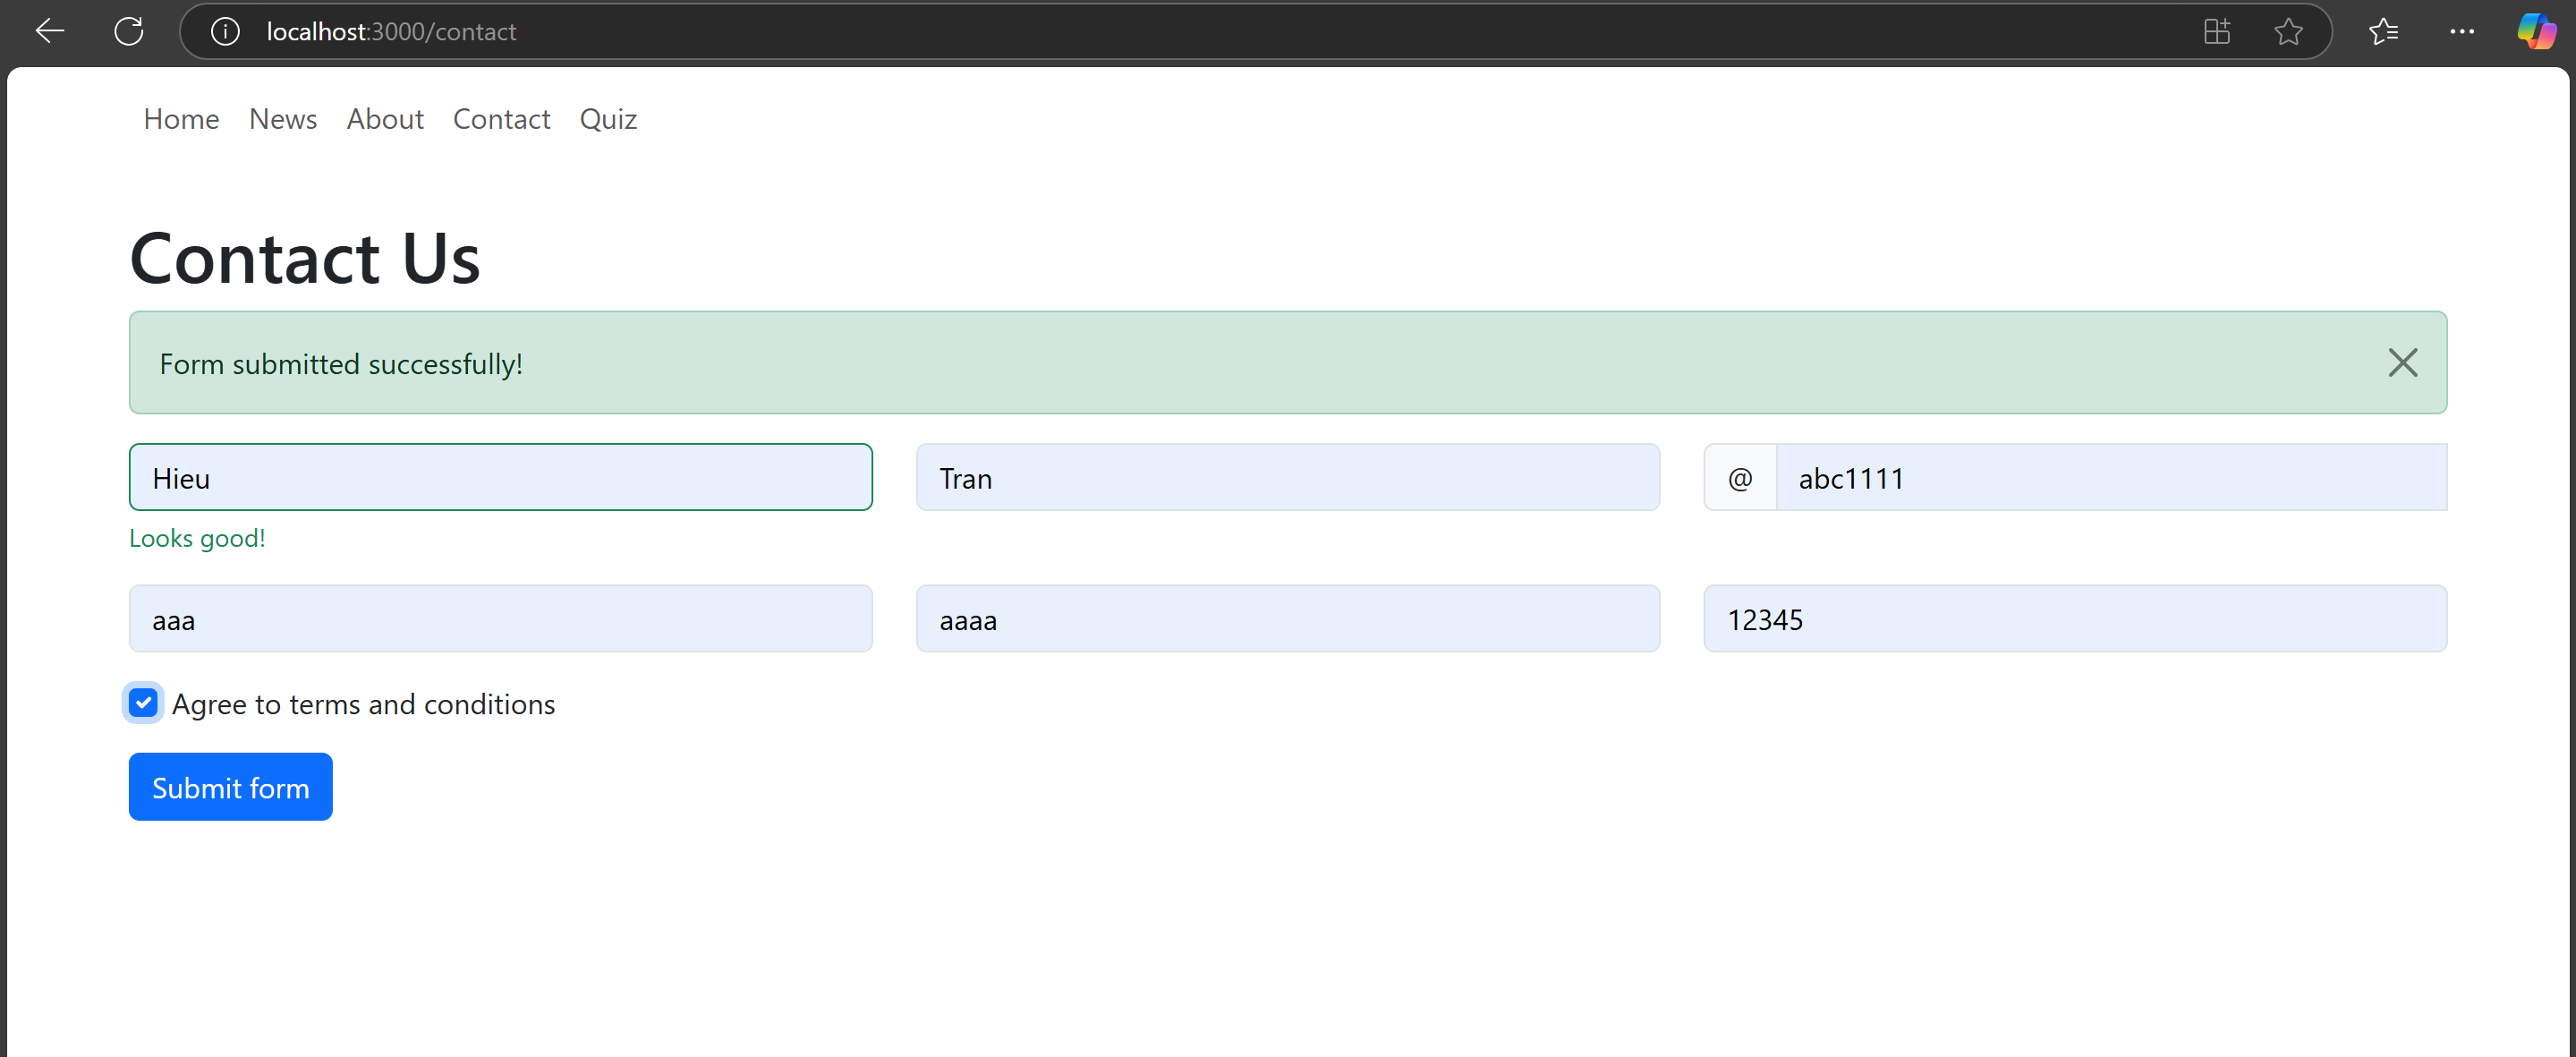 localhost:3000/contact
Home News About Contact Quiz
Contact Us
Form submitted successfully!
Hieu Tran @ abc1111
Looks good!
aaa aaaa 12345
Agree to terms and conditions
Submit form